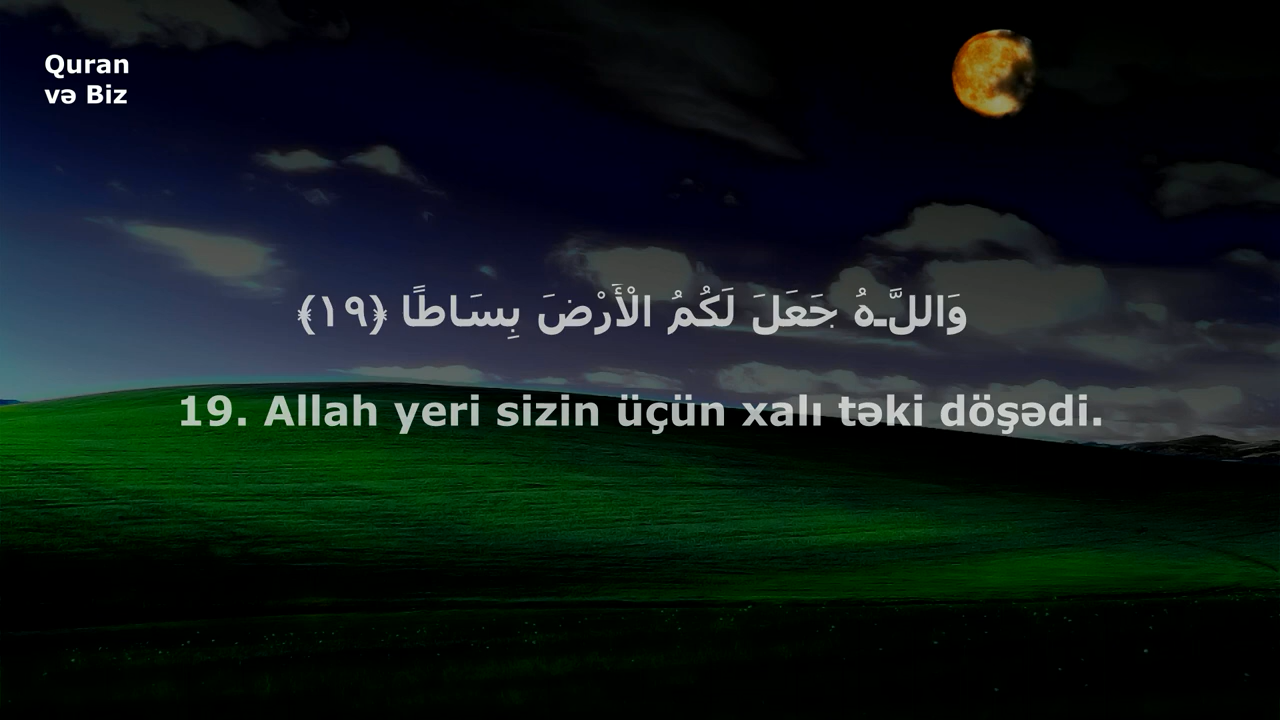 Quran
və Biz
وَاللَّـهُ جَعَلَ لَكُمُ الْأَرْضَ بِسَاطًا ﴿١٩﴾
19. Allah yeri sizin üçün xalı təki döşədi.